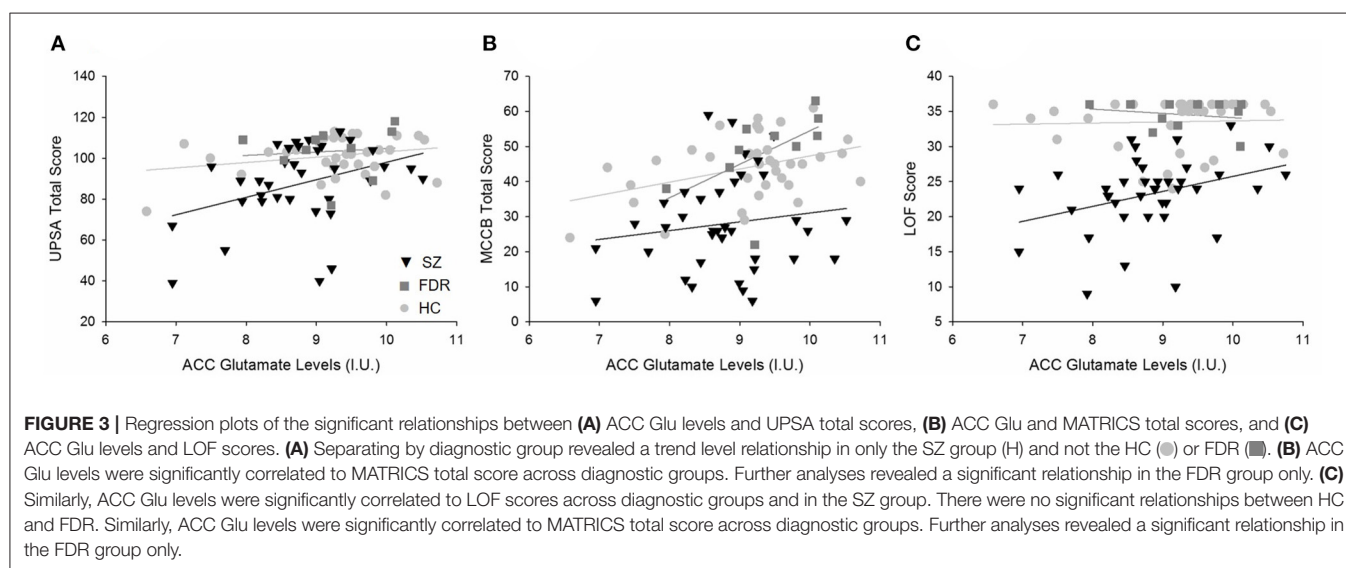 A
B
C
140
120
100
80
60
40
20
UPSA Total Score
6 7 8 9 10 11
ACC Glutamate Levels (I.U.)
SZ
FDR
HC
70
60
50
40
30
20
10
0
MCCB Total Score
6 7 8 9 10 11
ACC Glutamate Levels (I.U.)
40
35
30
25
20
15
10
5
LOF Score
6 7 8 9 10 11
ACC Glutamate Levels (I.U.)
FIGURE 3 | Regression plots of the significant relationships between (A) ACC Glu levels and UPSA total scores, (B) ACC Glu and MATRICS total scores, and (C)
ACC Glu levels and LOF scores. (A) Separating by diagnostic group revealed a trend level relationship in only the SZ group (H) and not the HC (●) or FDR (■). (B) ACC
Glu levels were significantly correlated to MATRICS total score across diagnostic groups. Further analyses revealed a significant relationship in the FDR group only. (C)
Similarly, ACC Glu levels were significantly correlated to LOF scores across diagnostic groups and in the SZ group. There were no significant relationships between HC
and FDR. Similarly, ACC Glu levels were significantly correlated to MATRICS total score across diagnostic groups. Further analyses revealed a significant relationship in
the FDR group only.